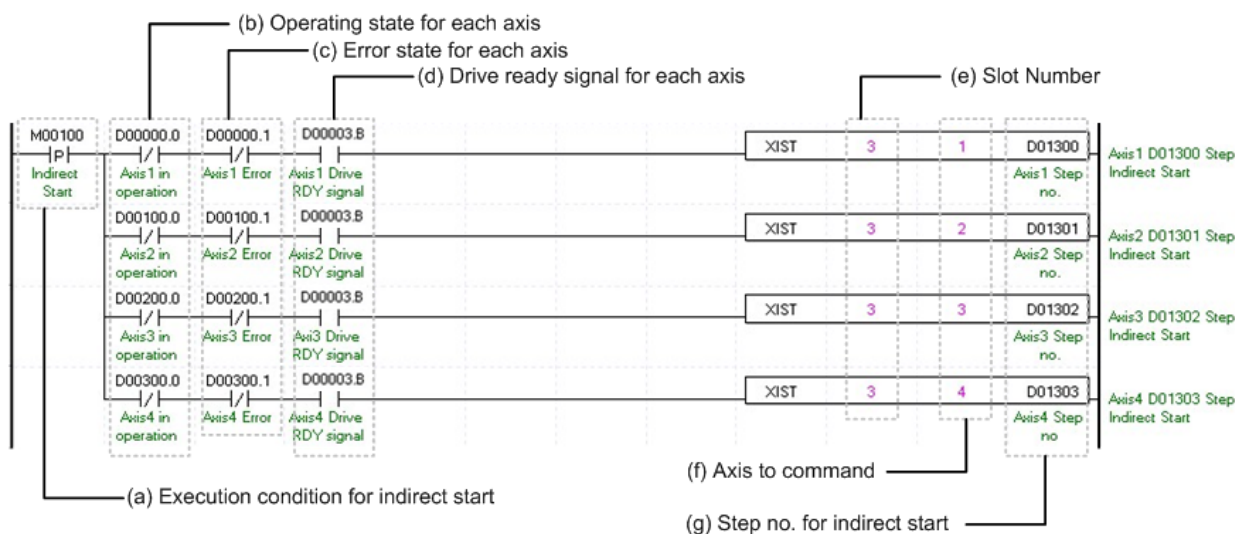 (b) Operating state for each axis
(c) Error state for each axis
(d) Drive ready signal for each axis
(e) Slot Number
M00100 D00000.0 D00000.1 D00003.B
P XIST 3 1 D01300
Indirect Axis1 in Axis1 Error Axis1 Drive Axis1 Step Axis1 D01300 Step
Start operation RDY signal no. Indirect Start
D00100.0 D00100.1 D00003.B
XIST 3 2 D01301
Axis2 in Axis2 Error Axis2 Drive Axis2 Step Axis2 D01301 Step
operation RDY signal no. Indirect Start
D00200.0 D00200.1 D00003.B
XIST 3 3 D01302
Axis3 in Axis3 Error Axi3 Drive Axis3 Step Axis3 D01302 Step
operation RDY signal no. Indirect Start
D00300.0 D00300.1 D00003.B
XIST 3 4 D01303
Axis4 in Axis4 Error Axis4 Drive Axis4 Step Axis4 D01303 Step
operation RDY signal no Indirect Start
(f) Axis to command
(a) Execution condition for indirect start
(g) Step no. for indirect start